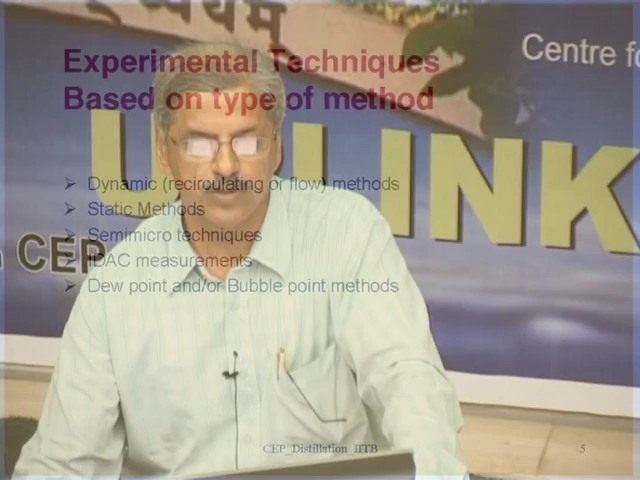 ध्यम्
Centre fo
Experimental Techniques
Based on type of method
U LINK
Dynamic (recirculating or flow) methods
Static Methods
Semimicro techniques
IDAC measurements
Dew point and/or Bubble point methods
CEP
CEP_Distillation_IITB
5